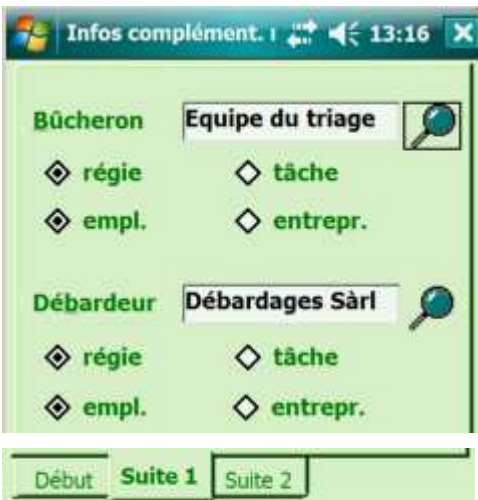 Infos complément. 13:16
Bûcheron Equipe du triage
régie tâche
empl. entrepr.
Débardeur Débardages Sàrl
régie tâche
empl. entrepr.
Début Suite 1 Suite 2